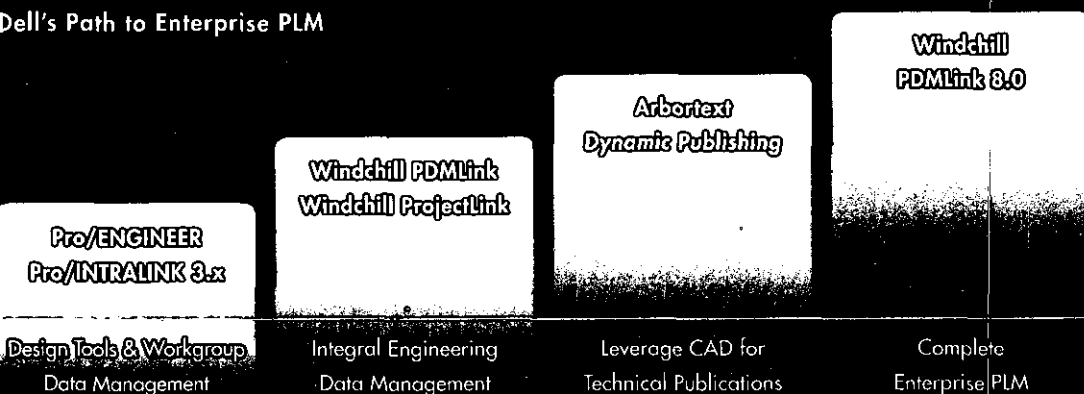 Dell's Path to Enterprise PLM
Pro/ENGINEER
Pro/INTRALINK 3.x
Design Tools & Workgroup
Data Management
Windchill PDMLink
Windchill ProjectLink
Integral Engineering
Data Management
Arbortext
Dynamic Publishing
Leverage CAD for
Technical Publications
Windchill
PDMLink 8.0
Complete
Enterprise PLM